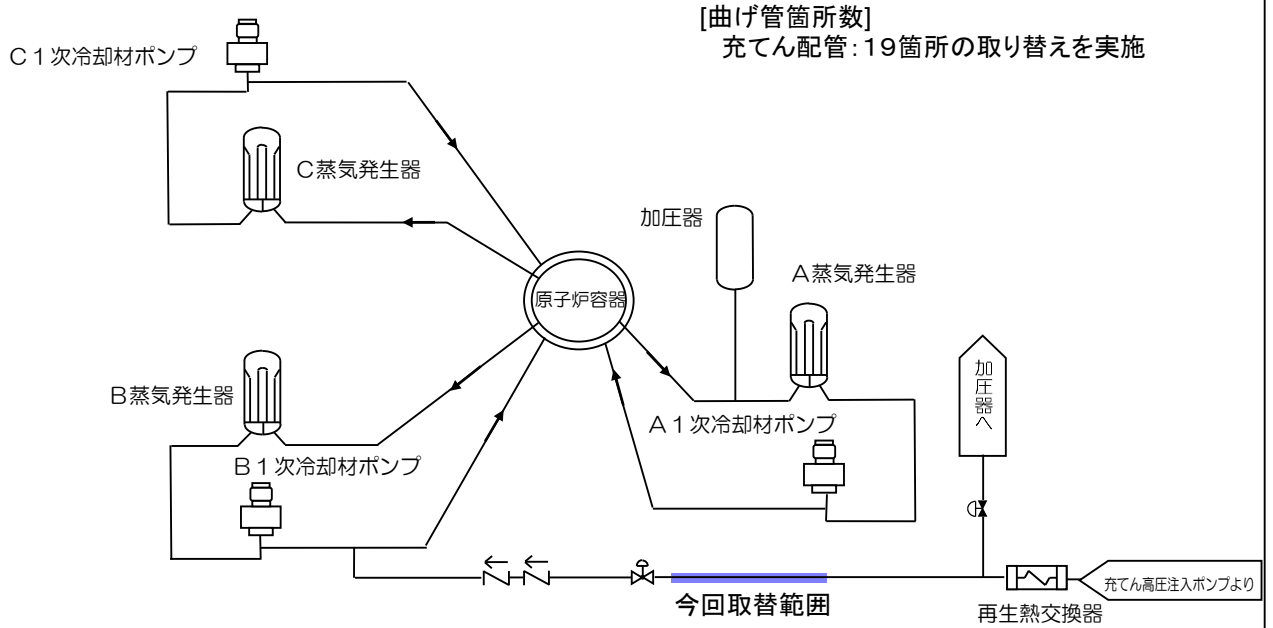 [曲げ管箇所数]
充てん配管：19箇所の取り替えを実施
C１次冷却材ポンプ
C蒸気発生器
加圧器
A蒸気発生器
原子炉容器
加圧器へ
B蒸気発生器
A１次冷却材ポンプ
B１次冷却材ポンプ
今回取替範囲
再生熱交換器
充てん高圧注入ポンプより